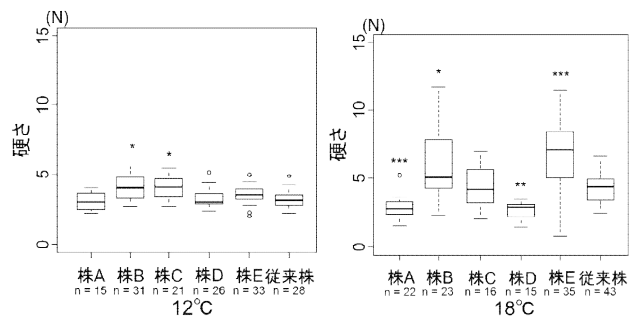 (N)
15
10
5
0
硬さ
*
*
株A 株B 株C 株D 株E 従来株
n = 15 n = 31 n = 21 n = 26 n = 33 n = 28
12°C
(N)
15
10
5
0
硬さ
***
*
**
***
株A 株B 株C 株D 株E 従来株
n = 22 n = 23 n = 16 n = 15 n = 35 n = 43
18°C